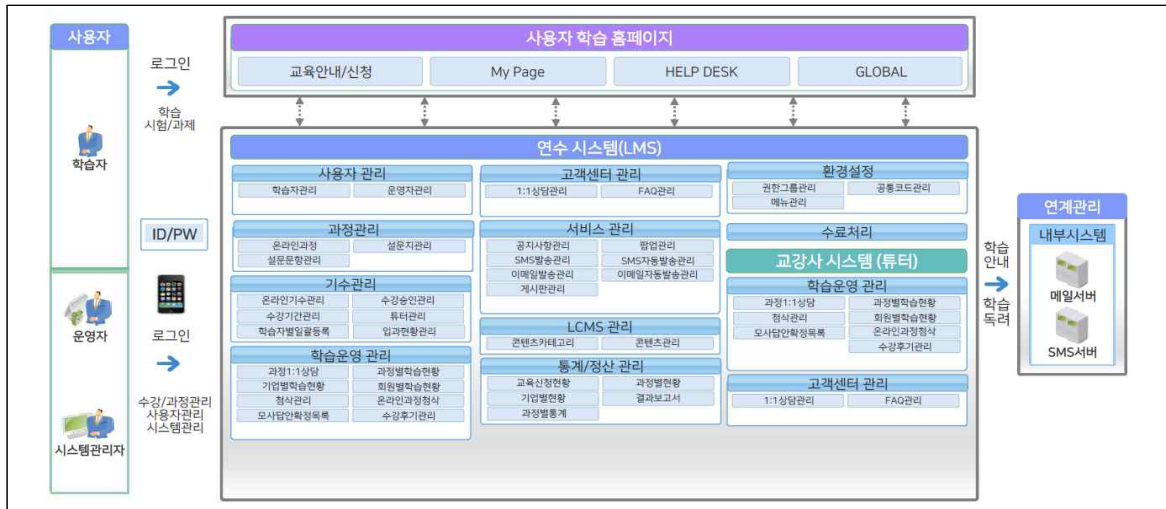 사용자
학습자
운영자
시스템관리자
로그인
학습
시험/과제
ID/PW
로그인
수강/과정관리
사용자관리
시스템관리
사용자 학습 홈페이지
교육안내/신청
My Page
HELP DESK
GLOBAL
연수 시스템(LMS)
사용자 관리
학습자관리
운영자관리
과정관리
온라인과정
설문지관리
설문문항관리
기수관리
온라인기수관리
수강승인관리
수강기간관리
튜터관리
학습자별일괄등록
입과현황관리
학습운영 관리
과정1:1상담
과정별학습현황
기업별학습현황
회원별학습현황
첨삭관리
온라인과정첨삭
모사답안확정목록
수강후기관리
고객센터 관리
1:1상담관리
FAQ관리
서비스 관리
공지사항관리
팝업관리
SMS발송관리
SMS자동발송관리
이메일발송관리
이메일자동발송관리
게시판관리
LCMS 관리
콘텐츠카테고리
콘텐츠관리
통계/정산 관리
교육신청현황
과정별현황
기업별현황
결과보고서
과정별통계
환경설정
권한그룹관리
공통코드관리
메뉴관리
수료처리
교강사 시스템 (튜터)
학습운영 관리
과정1:1상담
과정별학습현황
첨삭관리
회원별학습현황
모사답안확정목록
온라인과정첨삭
수강후기관리
고객센터 관리
1:1상담관리
FAQ관리
학습
안내
학습
독려
연계관리
내부시스템
메일서버
SMS서버